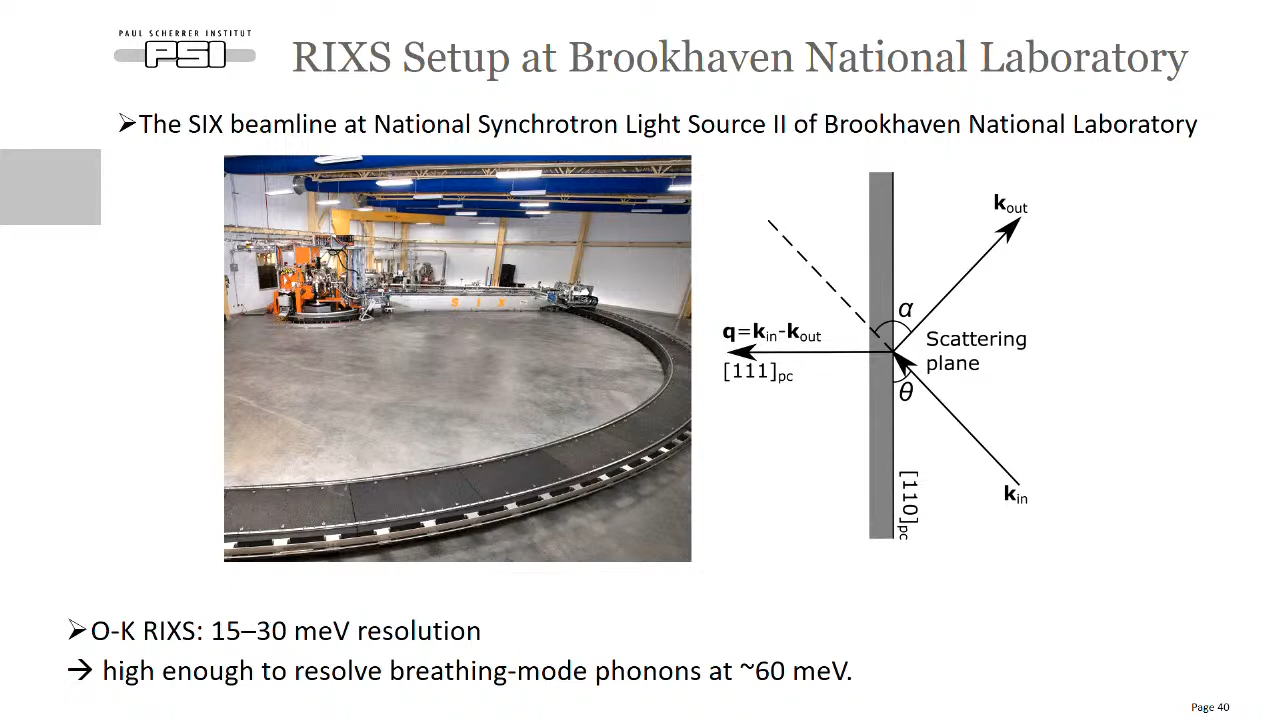 PAUL SCHERRER INSTITUT
PSI
RIXS Setup at Brookhaven National Laboratory
➢The SIX beamline at National Synchrotron Light Source II of Brookhaven National Laboratory
S I X
k_out
α
q=k_in-k_out
Scattering
plane
[111]_pc
θ
[110]_pc
k_in
➢O-K RIXS: 15–30 meV resolution
→ high enough to resolve breathing-mode phonons at ~60 meV.
Page 40